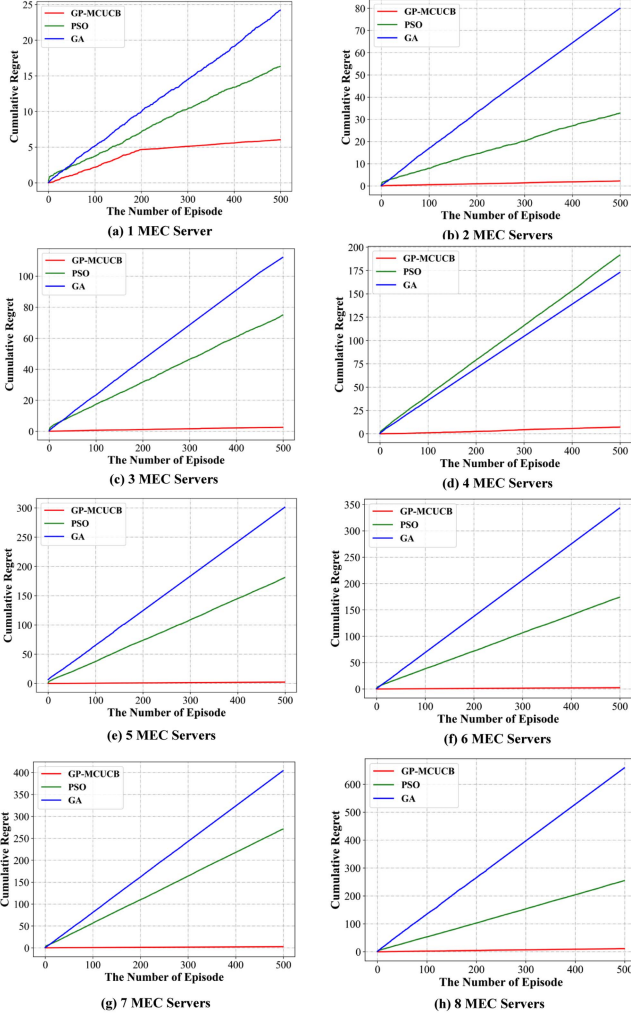 25
20
15
10
5
0
Cumulative Regret
GP-MCUCB
PSO
GA
0 100 200 300 400 500
The Number of Episode
(a) 1 MEC Server
80
70
60
50
40
30
20
10
0
Cumulative Regret
GP-MCUCB
PSO
GA
0 100 200 300 400 500
The Number of Episode
(b) 2 MEC Servers
100
80
60
40
20
0
Cumulative Regret
GP-MCUCB
PSO
GA
0 100 200 300 400 500
The Number of Episode
(c) 3 MEC Servers
200
175
150
125
100
75
50
25
0
Cumulative Regret
GP-MCUCB
PSO
GA
0 100 200 300 400 500
The Number of Episode
(d) 4 MEC Servers
300
250
200
150
100
50
0
Cumulative Regret
GP-MCUCB
PSO
GA
0 100 200 300 400 500
The Number of Episode
(e) 5 MEC Servers
350
300
250
200
150
100
50
0
Cumulative Regret
GP-MCUCB
PSO
GA
0 100 200 300 400 500
The Number of Episode
(f) 6 MEC Servers
400
350
300
250
200
150
100
50
0
Cumulative Regret
GP-MCUCB
PSO
GA
0 100 200 300 400 500
The Number of Episode
(g) 7 MEC Servers
600
500
400
300
200
100
0
Cumulative Regret
GP-MCUCB
PSO
GA
0 100 200 300 400 500
The Number of Episode
(h) 8 MEC Servers